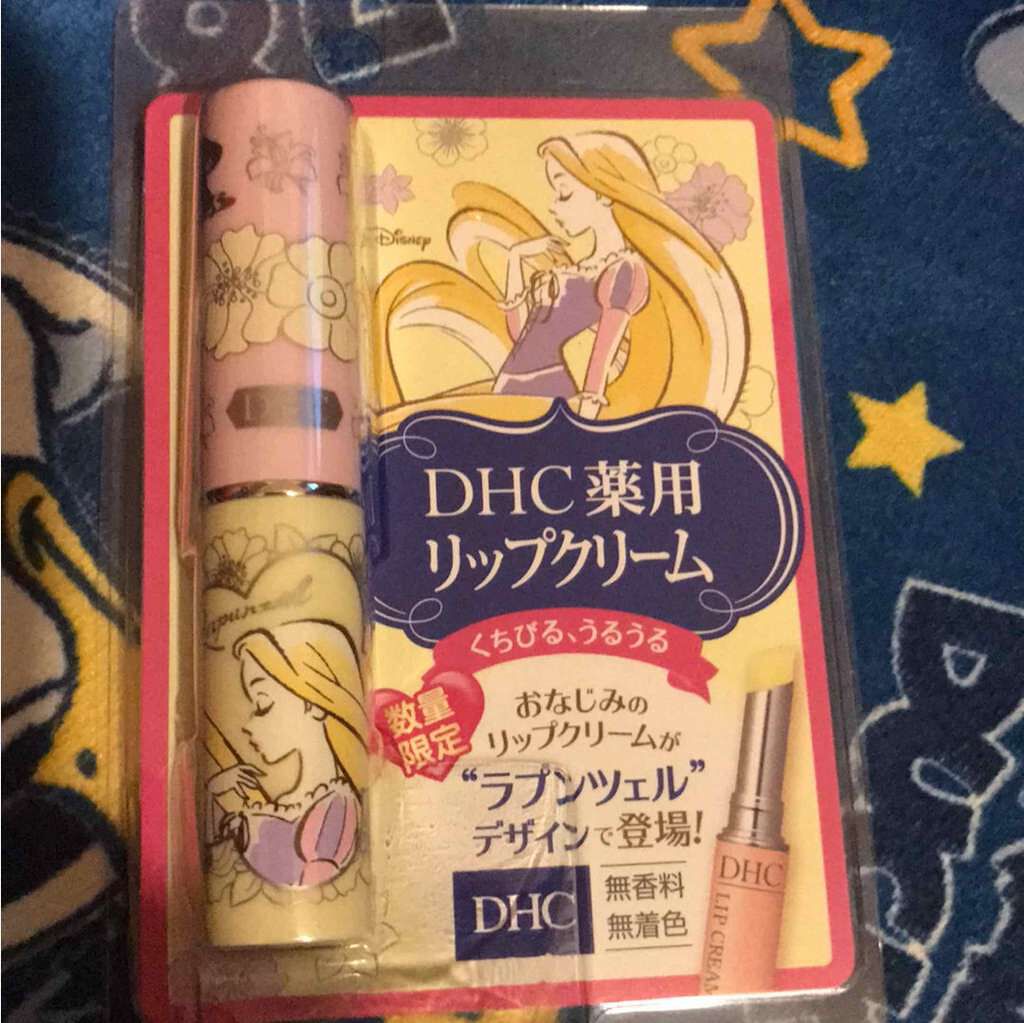 Disney
DHC薬用
リップクリーム
くちびる、うるうる
数量
限定
おなじみの
リップクリームが
“ラプンツェル”
デザインで登場!
DHC
無香料
無着色
DHC
LIP CREAM